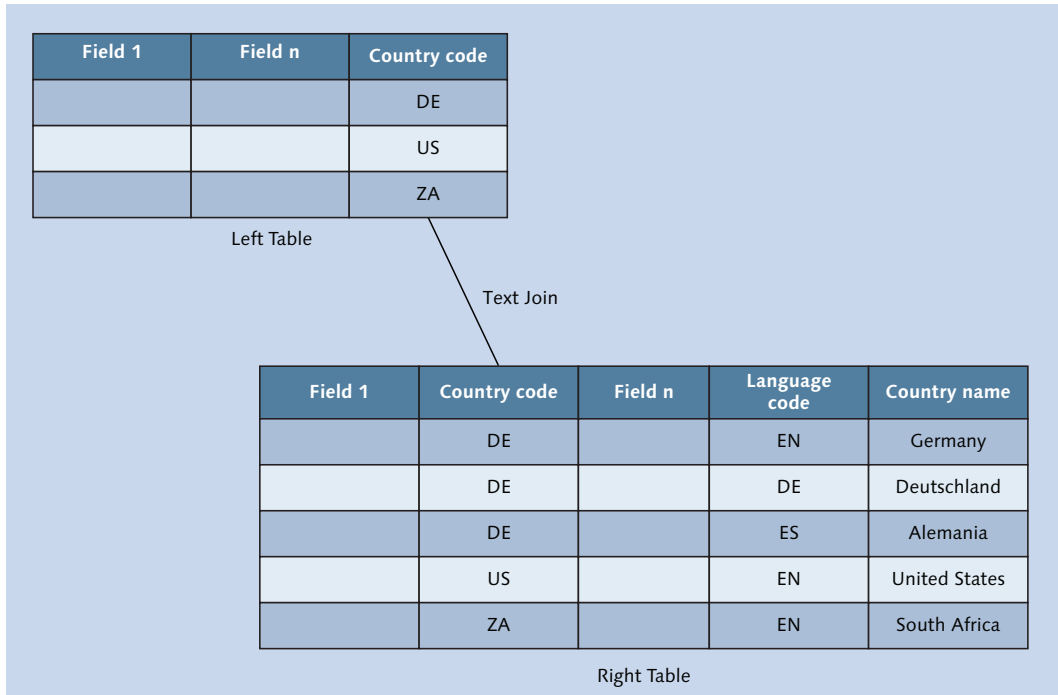 Field 1 Field n Country code
DE
US
ZA
Left Table
Text Join
Field 1 Country code Field n Language code Country name
DE EN Germany
DE DE Deutschland
DE ES Alemania
US EN United States
ZA EN South Africa
Right Table